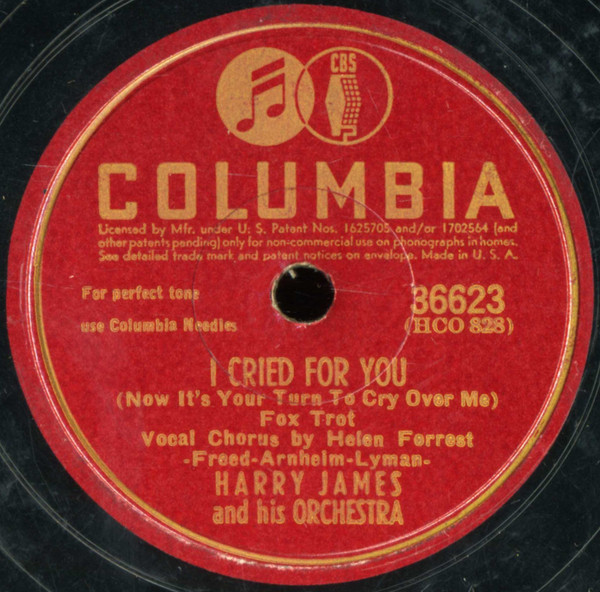 CBS
COLUMBIA
Licensed by Mfr. under U. S. Patent Nos. 1625705 and/or 1702564 (and
other patents pending) only for non-commercial use on phonographs in homes.
See detailed trade mark and patent notices on envelope. Made in U. S. A.
For perfect tone
use Columbia Needles
36623
(HCO 828)
I CRIED FOR YOU
(Now It's Your Turn To Cry Over Me)
Fox Trot
Vocal Chorus by Helen Forrest
-Freed-Arnheim-Lyman-
HARRY JAMES
and his ORCHESTRA